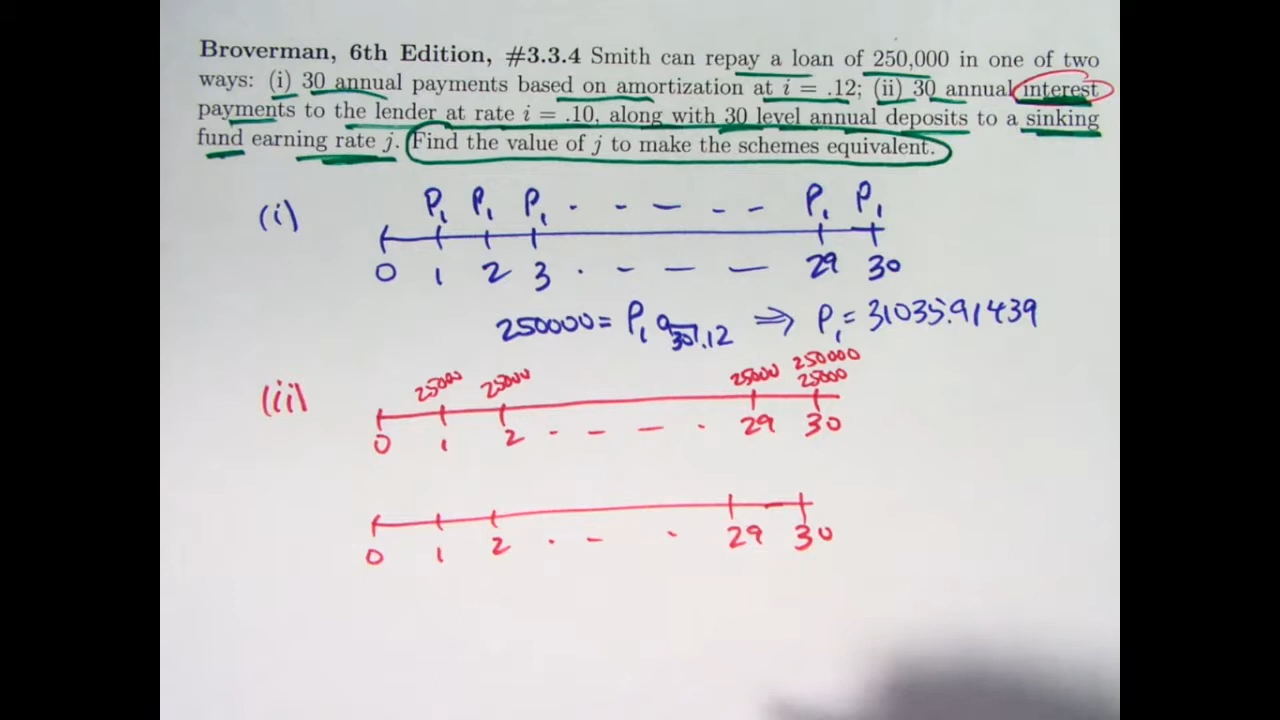 Broverman, 6th Edition, #3.3.4 Smith can repay a loan of 250,000 in one of two
ways: (i) 30 annual payments based on amortization at i = .12; (ii) 30 annual interest
payments to the lender at rate i = .10, along with 30 level annual deposits to a sinking
fund earning rate j. Find the value of j to make the schemes equivalent.
(i)
P₁ P₁ P₁ · - - — - - P₁ P₁
0 1 2 3 · - — — 29 30
250000 = P₁ a30⌉.12 ⇒ P₁ = 31035.91439
250000
(ii) 25000 25000 25000 25000
0 1 2 · - — · 29 30
0 1 2 · - · 29 30